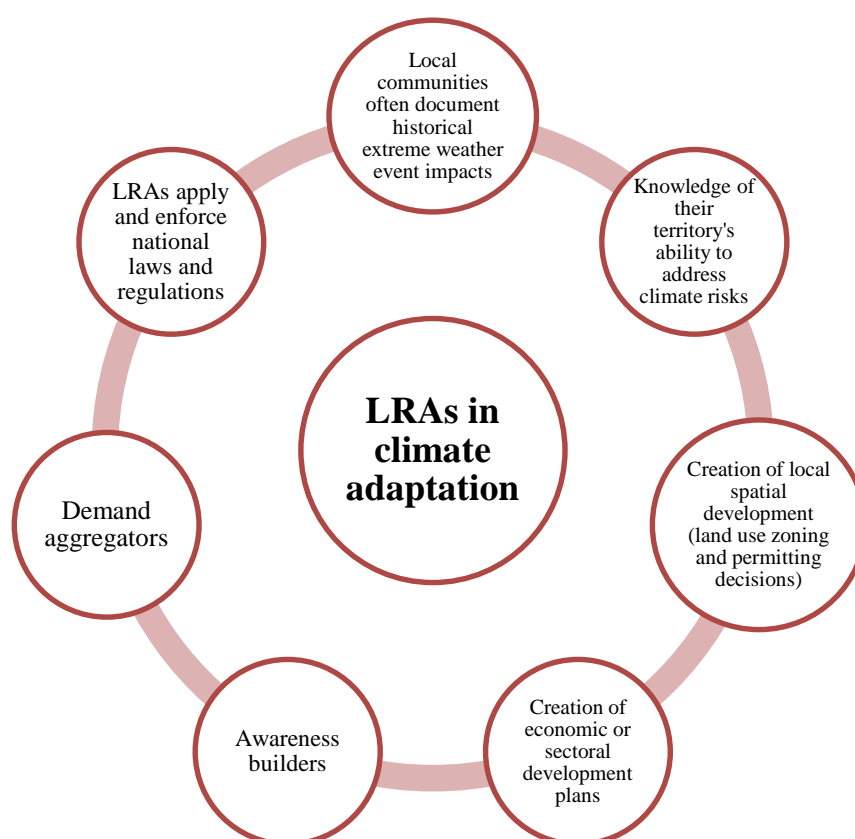 Local
communities
often document
historical
extreme weather
event impacts
Knowledge of
their
territory's
ability to
address
climate risks
Creation of local
spatial
development
(land use zoning
and permitting
decisions)
Creation of
economic or
sectoral
development
plans
Awareness
builders
Demand
aggregators
LRAs apply
and enforce
national
laws and
regulations
LRAs in
climate
adaptation